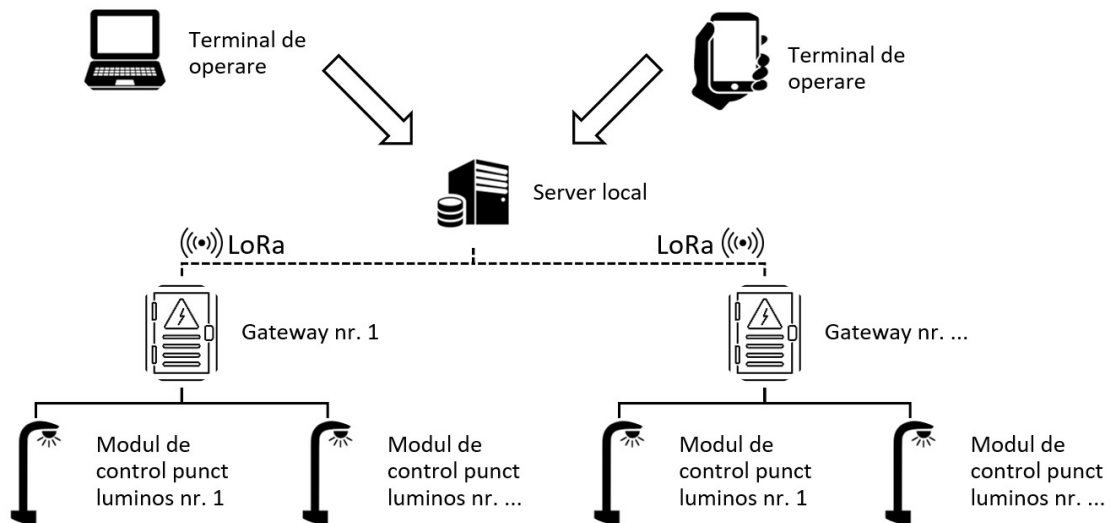 Terminal de
operare
Terminal de
operare
Server local
LoRa
LoRa
Gateway nr. 1
Gateway nr. ...
Modul de
control punct
luminos nr. 1
Modul de
control punct
luminos nr. ...
Modul de
control punct
luminos nr. 1
Modul de
control punct
luminos nr. ...